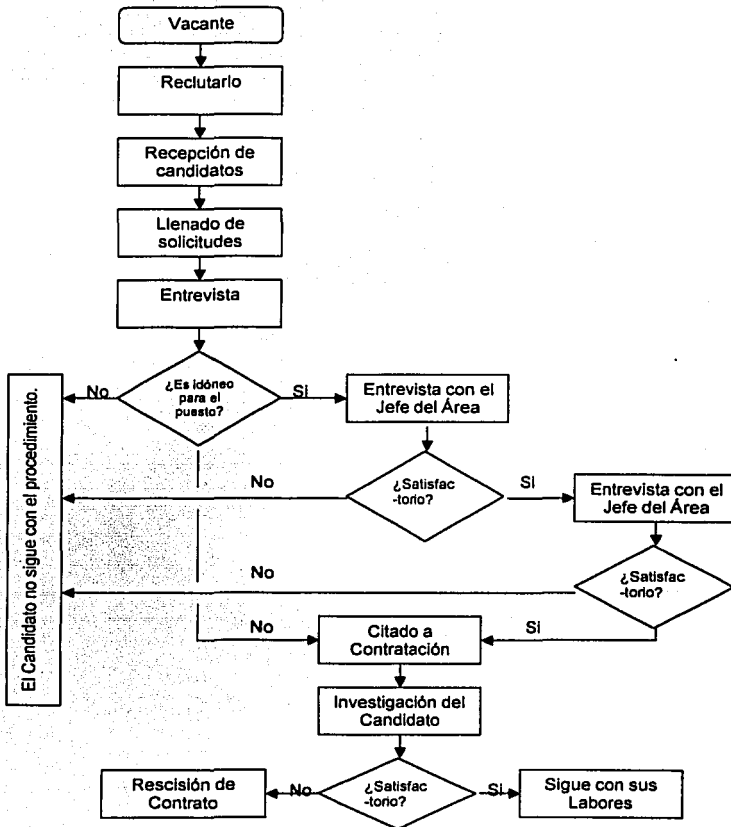 Vacante
Reclutarlo
Recepción de
candidatos
Llenado de
solicitudes
Entrevista
¿Es idóneo
para el
puesto?
No
Si
Entrevista con el
Jefe del Área
El Candidato no sigue con el procedimiento.
¿Satisfac
-torio?
No
Si
Entrevista con el
Jefe del Área
¿Satisfac
-torio?
No
No
Citado a
Contratación
Si
Investigación del
Candidato
¿Satisfac
-torio?
Rescisión de
Contrato
No
Si
Sigue con sus
Labores